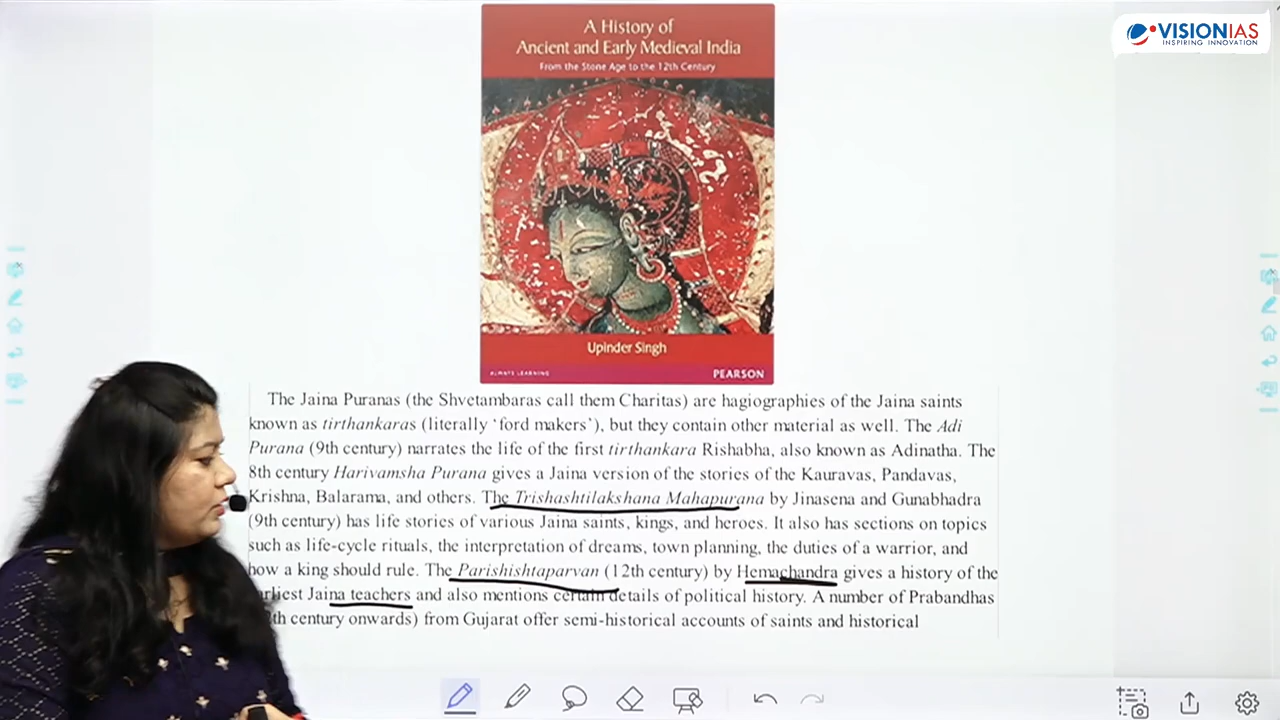 VISIONIAS
INSPIRING INNOVATION
A History of
Ancient and Early Medieval India
From the Stone Age to the 12th Century
Upinder Singh
ALWAYS LEARNING
PEARSON
The Jaina Puranas (the Shvetambaras call them Charitas) are hagiographies of the Jaina saints
known as tirthankaras (literally ‘ford makers’), but they contain other material as well. The Adi
Purana (9th century) narrates the life of the first tirthankara Rishabha, also known as Adinatha. The
8th century Harivamsha Purana gives a Jaina version of the stories of the Kauravas, Pandavas,
Krishna, Balarama, and others. The Trishashtilakshana Mahapurana by Jinasena and Gunabhadra
(9th century) has life stories of various Jaina saints, kings, and heroes. It also has sections on topics
such as life-cycle rituals, the interpretation of dreams, town planning, the duties of a warrior, and
how a king should rule. The Parishishtaparvan (12th century) by Hemachandra gives a history of the
Jaina teachers and also mentions certain details of political history. A number of Prabandhas
century onwards) from Gujarat offer semi-historical accounts of saints and historical